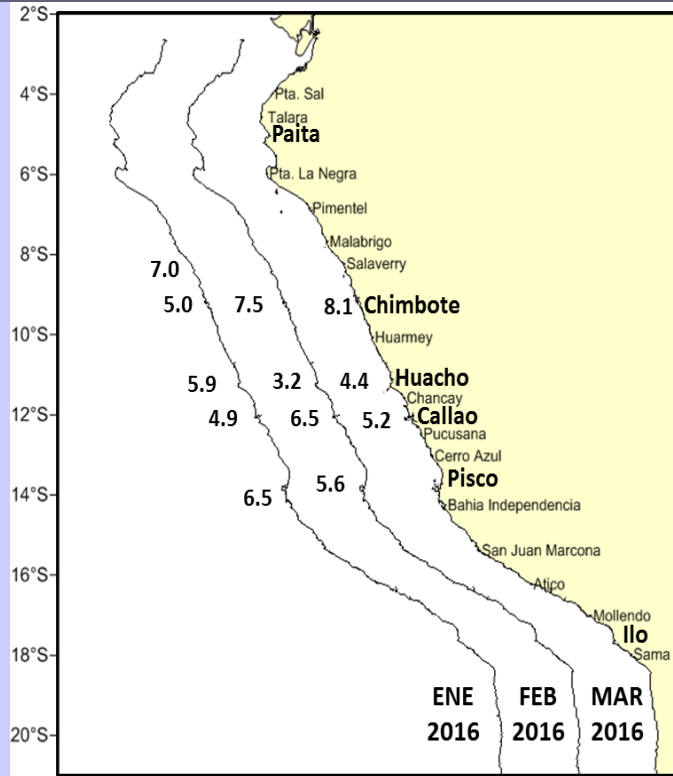 2°S
4°S
Pta. Sal
Talara
Paita
6°S
Pta. La Negra
Pimentel
Malabrigo
8°S
7.0
Salaverry
5.0 7.5 8.1 Chimbote
10°S
Huarmey
5.9 3.2 4.4 Huacho
Chancay
12°S
4.9 6.5 5.2 Callao
Pucusana
Cerro Azul
5.6 Pisco
14°S
6.5
Bahia Independencia
San Juan Marcona
16°S
Atico
Mollendo
Ilo
18°S
Sama
ENE FEB MAR
2016 2016 2016
20°S